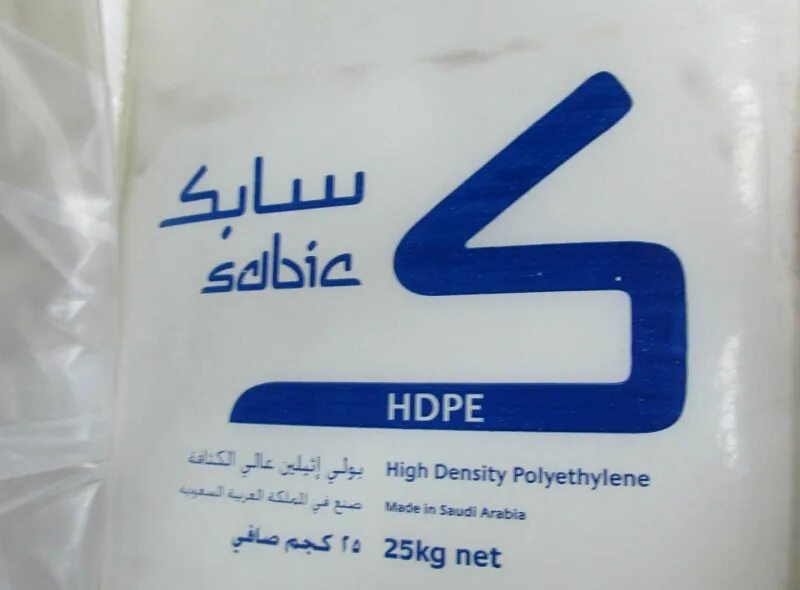 سابك
sabic
HDPE
بولي إثيلين عالي الكثافة
High Density Polyethylene
صنع في المملكة العربية السعودية
Made in Saudi Arabia
٢٥ كجم صافي
25kg net